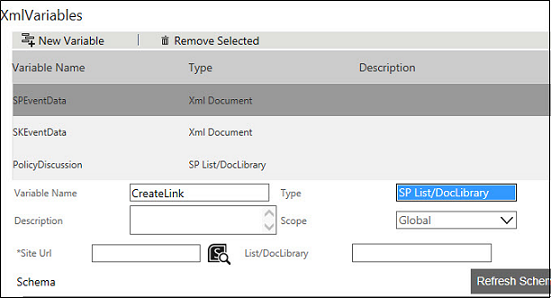 XmlVariables
New Variable | Remove Selected
Variable Name Type Description
SPEventData Xml Document
SKEventData Xml Document
PolicyDiscussion SP List/DocLibrary
Variable Name CreateLink Type SP List/DocLibrary
Description Scope Global
*Site Url List/DocLibrary
Schema Refresh Schem